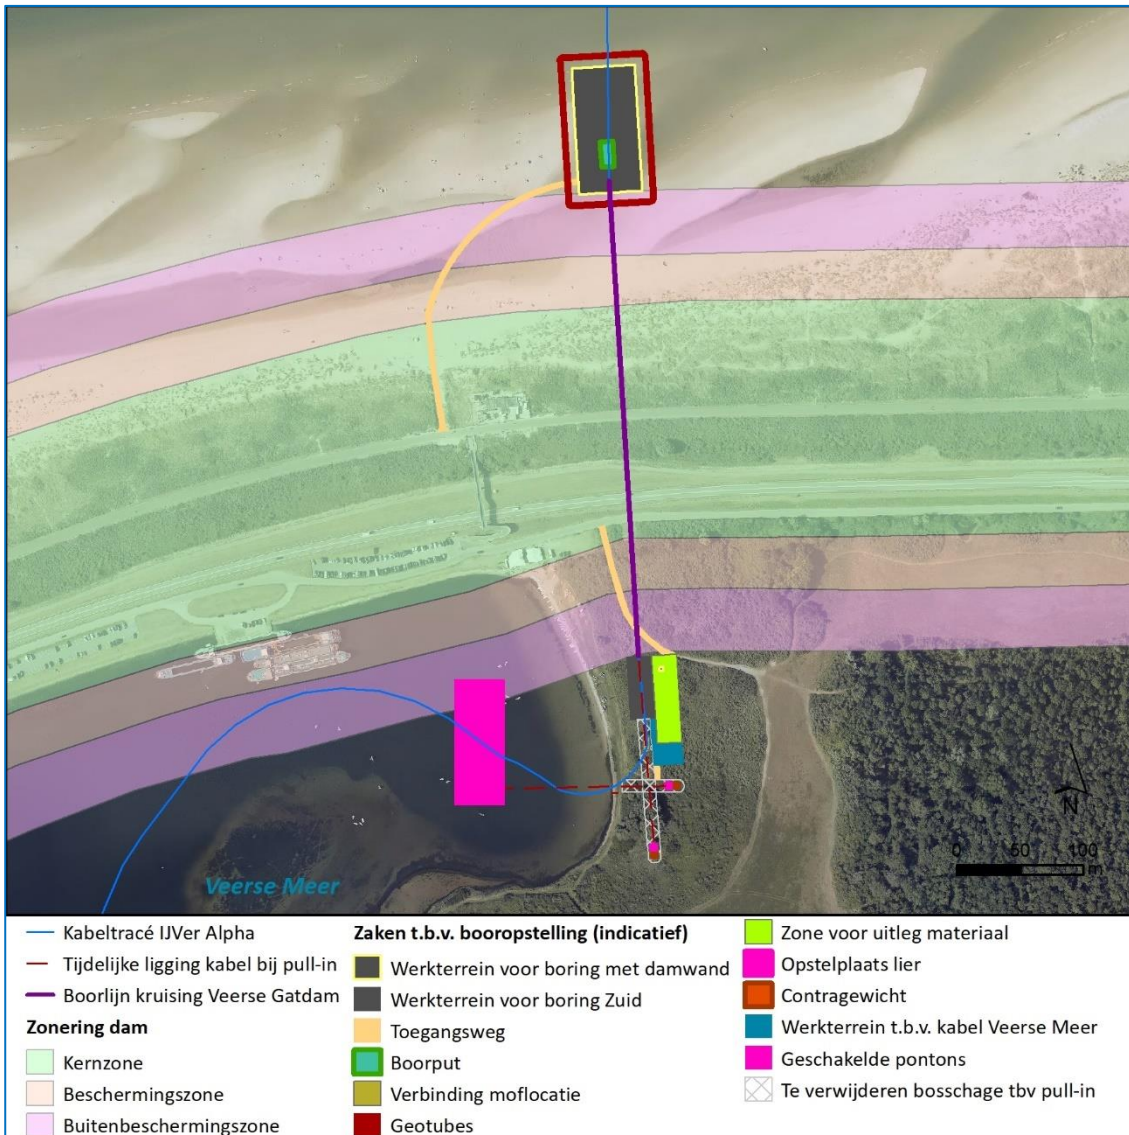 Veerse Meer
N
0 50 100
m
Kabeltracé IJVer Alpha
Tijdelijke ligging kabel bij pull-in
Boorlijn kruising Veerse Gatdam
Zonering dam
Kernzone
Beschermingszone
Buitenbeschermingszone
Zaken t.b.v. booropstelling (indicatief)
Werkterrein voor boring met damwand
Werkterrein voor boring Zuid
Toegangsweg
Boorput
Verbinding moflocatie
Geotubes
Zone voor uitleg materiaal
Opstelplaats lier
Contragewicht
Werkterrein t.b.v. kabel Veerse Meer
Geschakelde pontons
Te verwijderen bosschage tbv pull-in